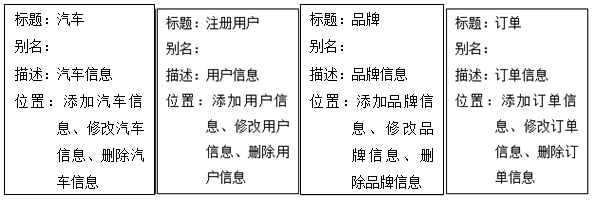 标题：汽车
别名：
描述：汽车信息
位置：添加汽车信
息、修改汽车
信息、删除汽
车信息
标题：注册用户
别名：
描述：用户信息
位置：添加用户信
息、修改用户
信息、删除用
户信息
标题：品牌
别名：
描述：品牌信息
位置：添加品牌信
息、修改品
牌信息、删
除品牌信息
标题：订单
别名：
描述：订单信息
位置：添加订单信
息、修改订单
信息、删除订
单信息